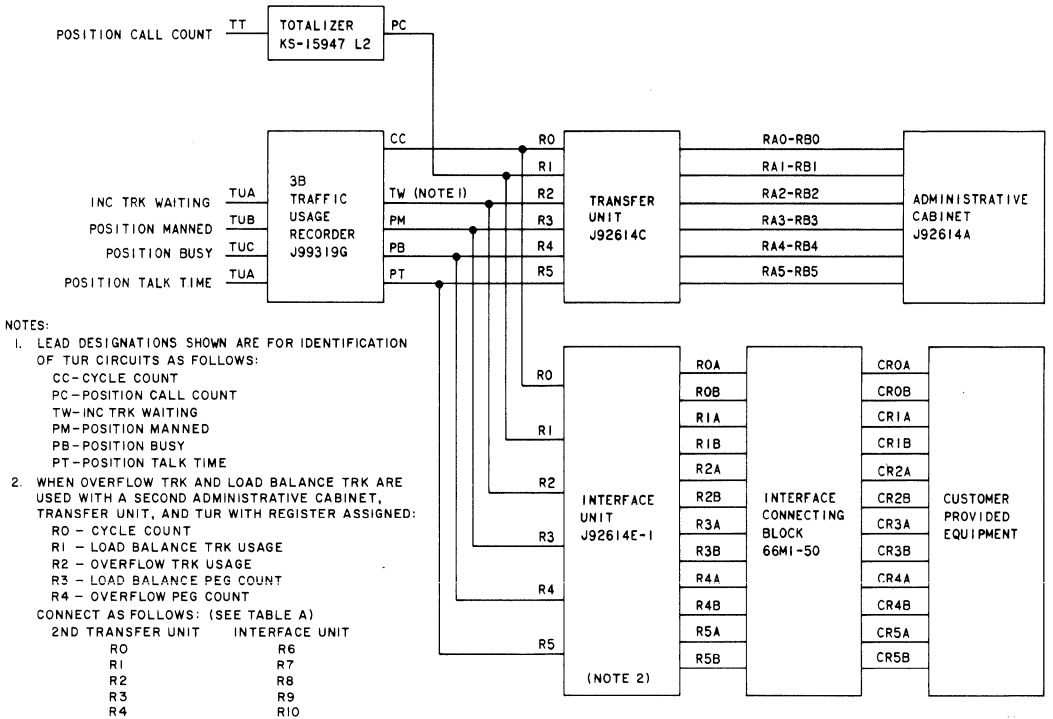 POSITION CALL COUNT
TT
TOTALIZER
KS-15947 L2
PC
INC TRK WAITING
POSITION MANNED
POSITION BUSY
POSITION TALK TIME
TUA
TUB
TUC
TUA
3B
TRAFFIC
USAGE
RECORDER
J99319G
CC
TW (NOTE 1)
PM
PB
PT
R0
R1
R2
R3
R4
R5
TRANSFER
UNIT
J92614C
RA0-RB0
RA1-RB1
RA2-RB2
RA3-RB3
RA4-RB4
RA5-RB5
ADMINISTRATIVE
CABINET
J92614A
NOTES:
1. LEAD DESIGNATIONS SHOWN ARE FOR IDENTIFICATION
OF TUR CIRCUITS AS FOLLOWS:
CC-CYCLE COUNT
PC-POSITION CALL COUNT
TW-INC TRK WAITING
PM-POSITION MANNED
PB-POSITION BUSY
PT-POSITION TALK TIME
2. WHEN OVERFLOW TRK AND LOAD BALANCE TRK ARE
USED WITH A SECOND ADMINISTRATIVE CABINET,
TRANSFER UNIT, AND TUR WITH REGISTER ASSIGNED:
R0 - CYCLE COUNT
R1 - LOAD BALANCE TRK USAGE
R2 - OVERFLOW TRK USAGE
R3 - LOAD BALANCE PEG COUNT
R4 - OVERFLOW PEG COUNT
CONNECT AS FOLLOWS: (SEE TABLE A)
2ND TRANSFER UNIT INTERFACE UNIT
R0 R6
R1 R7
R2 R8
R3 R9
R4 R10
R0
R1
R2
R3
R4
R5
INTERFACE
UNIT
J92614E-1
(NOTE 2)
R0A
R0B
R1A
R1B
R2A
R2B
R3A
R3B
R4A
R4B
R5A
R5B
INTERFACE
CONNECTING
BLOCK
66M1-50
CR0A
CR0B
CR1A
CR1B
CR2A
CR2B
CR3A
CR3B
CR4A
CR4B
CR5A
CR5B
CUSTOMER
PROVIDED
EQUIPMENT